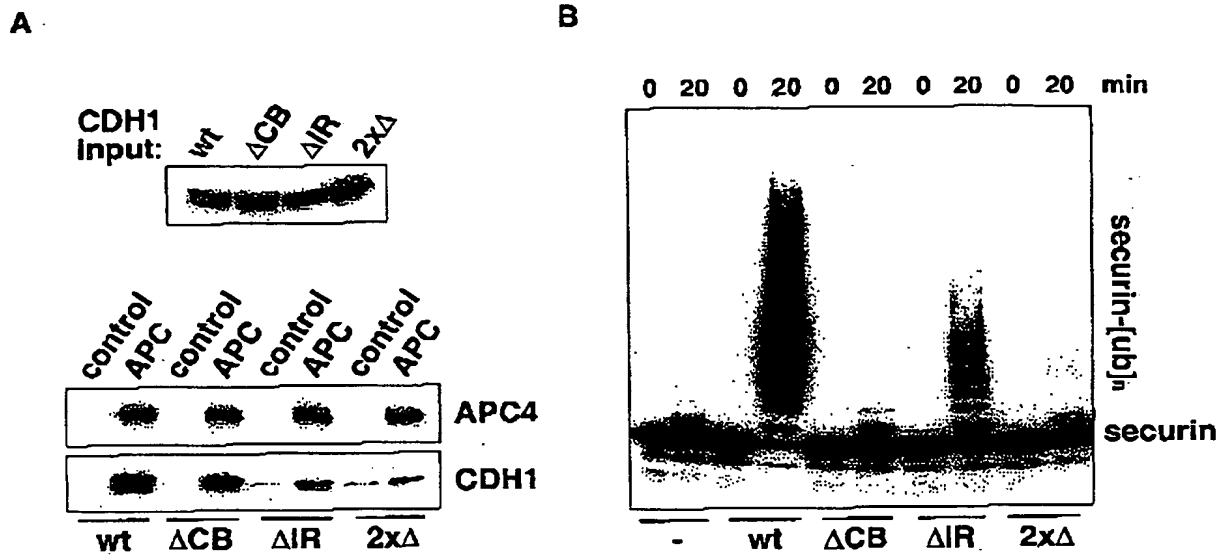 A
CDH1
input:
wt ΔCB ΔIR 2xΔ
control APC control APC control APC control APC
APC4
CDH1
wt ΔCB ΔIR 2xΔ
B
0 20 0 20 0 20 0 20 0 20 min
securin-[ub]n
securin
- wt ΔCB ΔIR 2xΔ